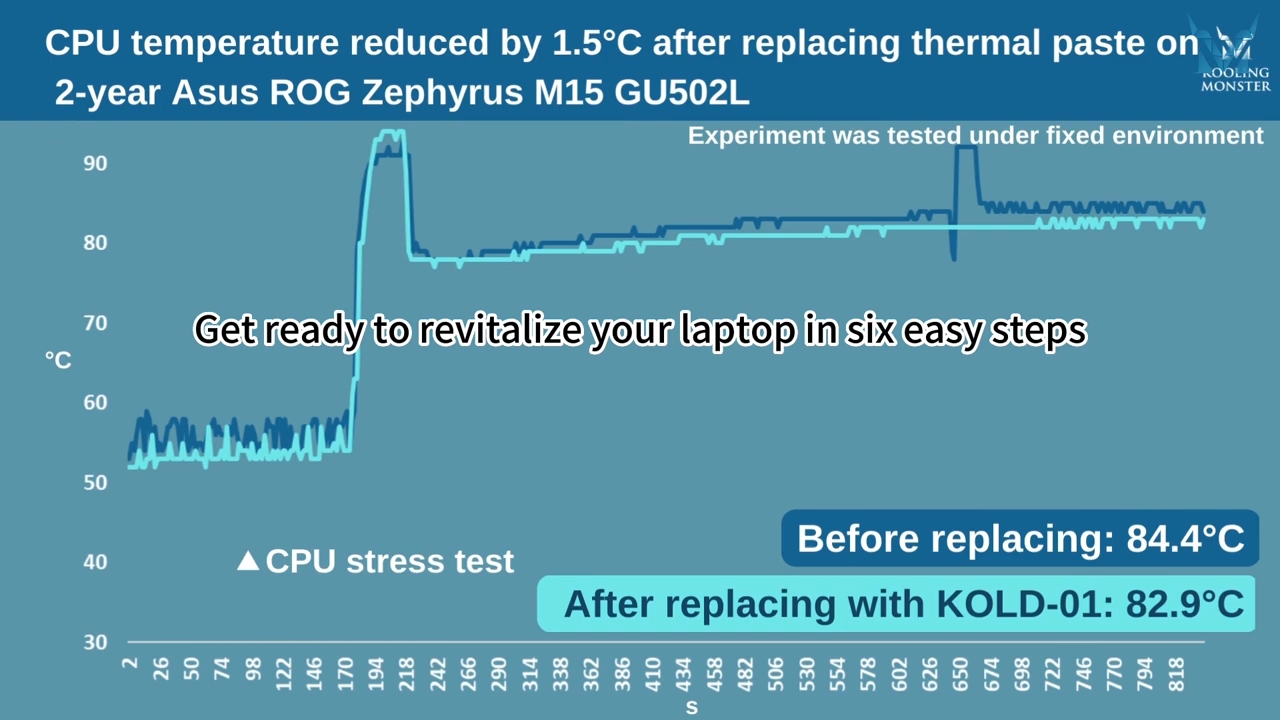 CPU temperature reduced by 1.5°C after replacing thermal paste on
2-year Asus ROG Zephyrus M15 GU502L
KOOLING
MONSTER
Experiment was tested under fixed environment
90
80
70
°C
60
50
40
30
Get ready to revitalize your laptop in six easy steps
▲CPU stress test
Before replacing: 84.4°C
After replacing with KOLD-01: 82.9°C
2 26 50 74 98 122 146 170 194 218 242 266 290 314 338 362 386 410 434 458 482 506 530 554 578 602 626 650 674 698 722 746 770 794 818
s